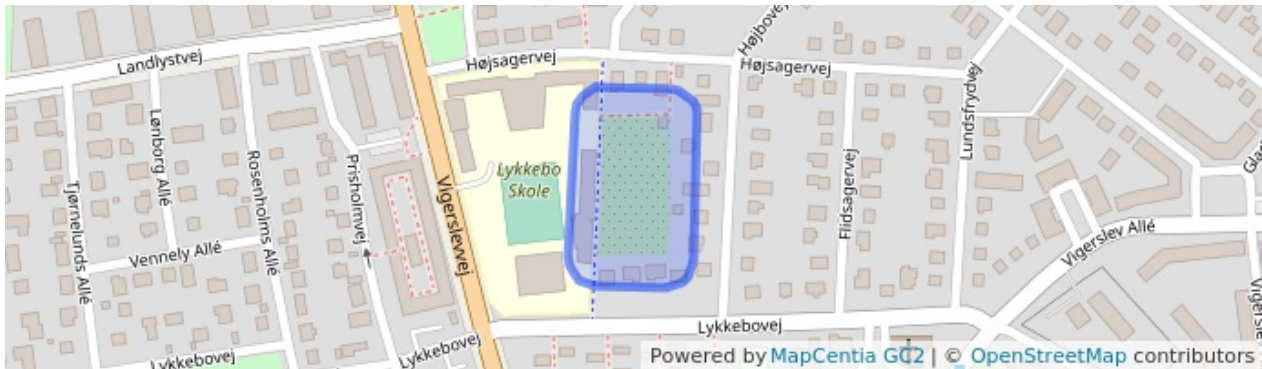 Landlystvej
Højsagervej
Højbovej
Højsagervej
Lundsfrydvej
Lønborg Allé
Rosenholms Allé
Prisholmvej
Tjørnelunds Allé
Vigerslevvej
Lykkebo
Skole
Flidsagervej
Vennely Allé
Vigerslev Allé
Lykkebovej
Lykkebovej
Lykkebovej
Powered by MapCentia GC2 | © OpenStreetMap contributors